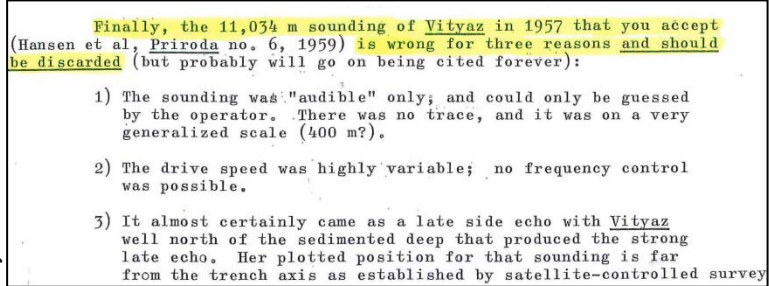 Finally, the 11,034 m sounding of Vityaz in 1957 that you accept
(Hansen et al, Priroda no. 6, 1959) is wrong for three reasons and should
be discarded (but probably will go on being cited forever):
1) The sounding was "audible" only; and could only be guessed
by the operator. There was no trace, and it was on a very
generalized scale (400 m?).
2) The drive speed was highly variable; no frequency control
was possible.
3) It almost certainly came as a late side echo with Vityaz
well north of the sedimented deep that produced the strong
late echo. Her plotted position for that sounding is far
from the trench axis as established by satellite-controlled survey